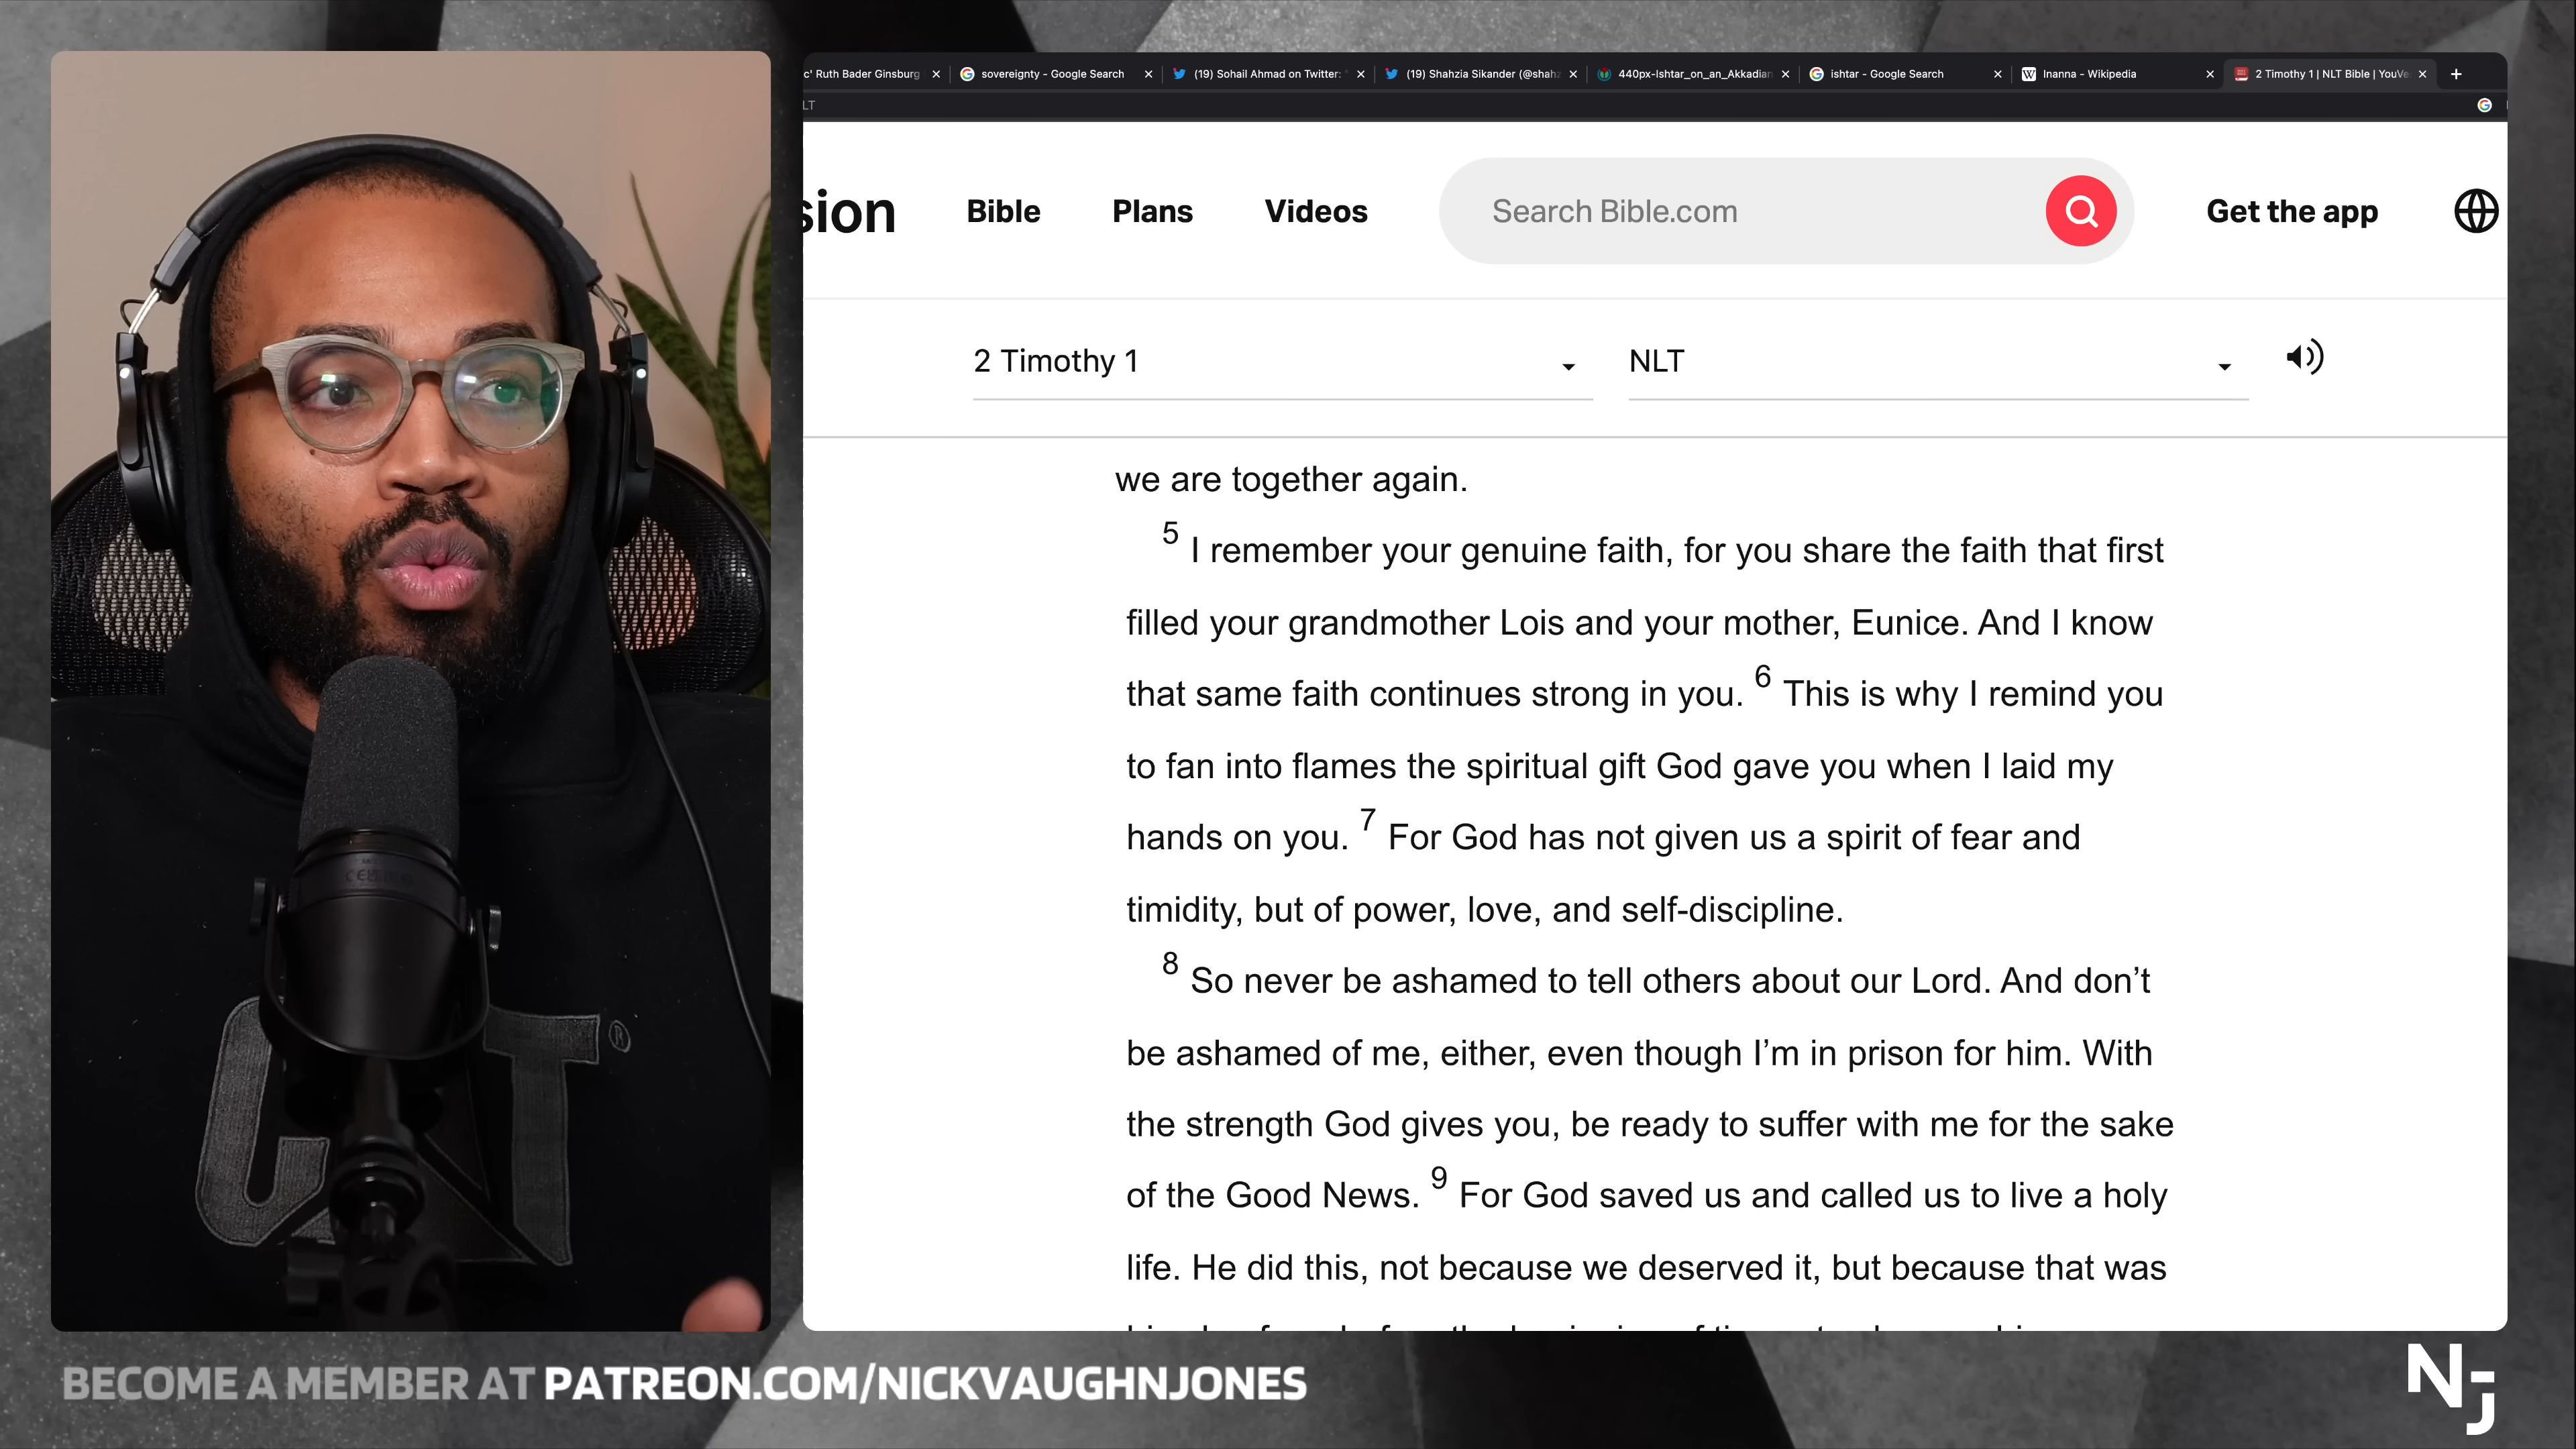 c' Ruth Bader Ginsburg
sovereignty - Google Search
(19) Sohail Ahmad on Twitter: "
(19) Shahzia Sikander (@shahz
440px-Ishtar_on_an_Akkadian
ishtar - Google Search
Inanna - Wikipedia
2 Timothy 1 | NLT Bible | YouVe
LT
sion
Bible
Plans
Videos
Search Bible.com
Get the app
2 Timothy 1
NLT
we are together again.
5 I remember your genuine faith, for you share the faith that first
filled your grandmother Lois and your mother, Eunice. And I know
that same faith continues strong in you. 6 This is why I remind you
to fan into flames the spiritual gift God gave you when I laid my
hands on you. 7 For God has not given us a spirit of fear and
timidity, but of power, love, and self-discipline.
8 So never be ashamed to tell others about our Lord. And don’t
be ashamed of me, either, even though I’m in prison for him. With
the strength God gives you, be ready to suffer with me for the sake
of the Good News. 9 For God saved us and called us to live a holy
life. He did this, not because we deserved it, but because that was
®
BECOME A MEMBER AT PATREON.COM/NICKVAUGHNJONES
NJ